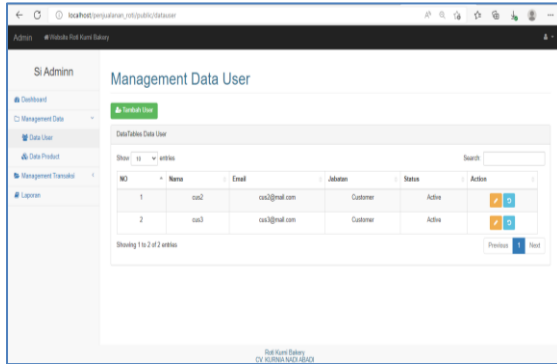 localhost/penjualanan_roti/public/datauser
Admin # Website Roti Kurni Bakery
Si Adminn
Management Data User
Dashboard
Management Data
Data User
Data Product
Management Transaksi
Laporan
Tambah User
DataTables Data User
Show 10 entries Search:
NO Nama Email Jabatan Status Action
1 cus2 cus2@mail.com Customer Active
2 cus3 cus3@mail.com Customer Active
Showing 1 to 2 of 2 entries Previous 1 Next
Roti Kurni Bakery
CV. KURNIA NADI ABADI